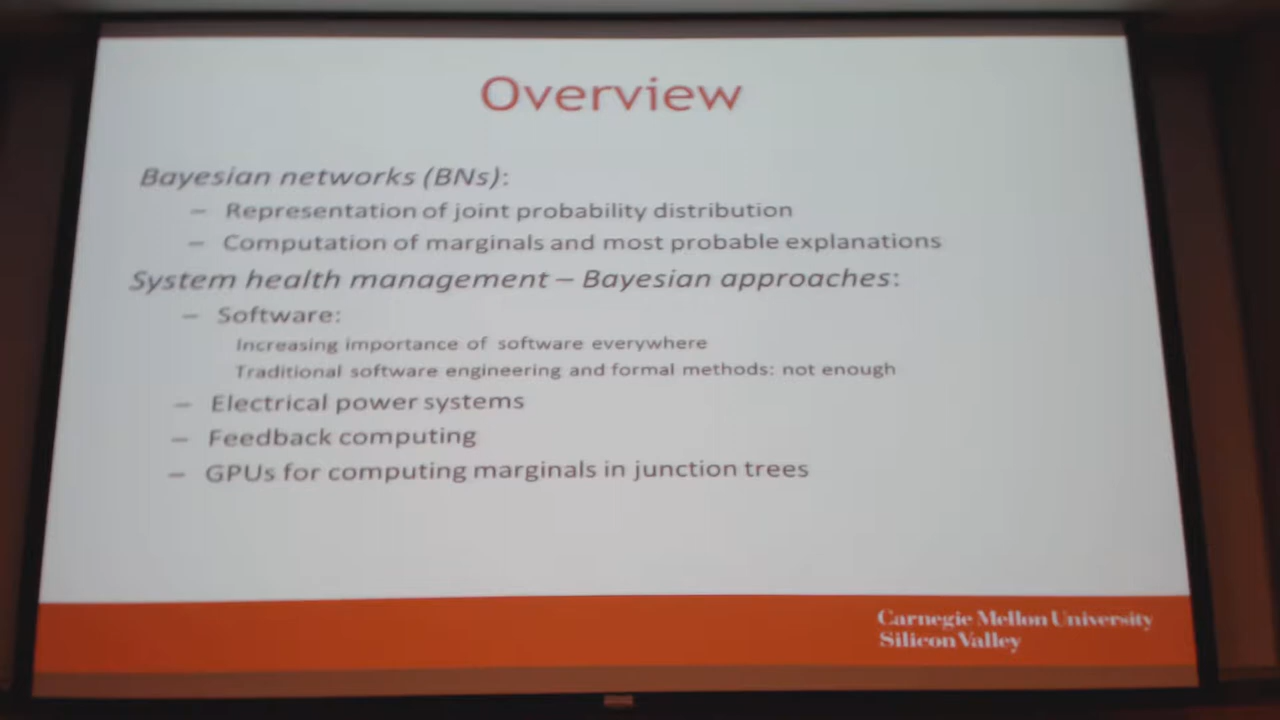 Overview
Bayesian networks (BNs):
– Representation of joint probability distribution
– Computation of marginals and most probable explanations
System health management – Bayesian approaches:
– Software:
Increasing importance of software everywhere
Traditional software engineering and formal methods: not enough
– Electrical power systems
– Feedback computing
– GPUs for computing marginals in junction trees
Carnegie Mellon University
Silicon Valley